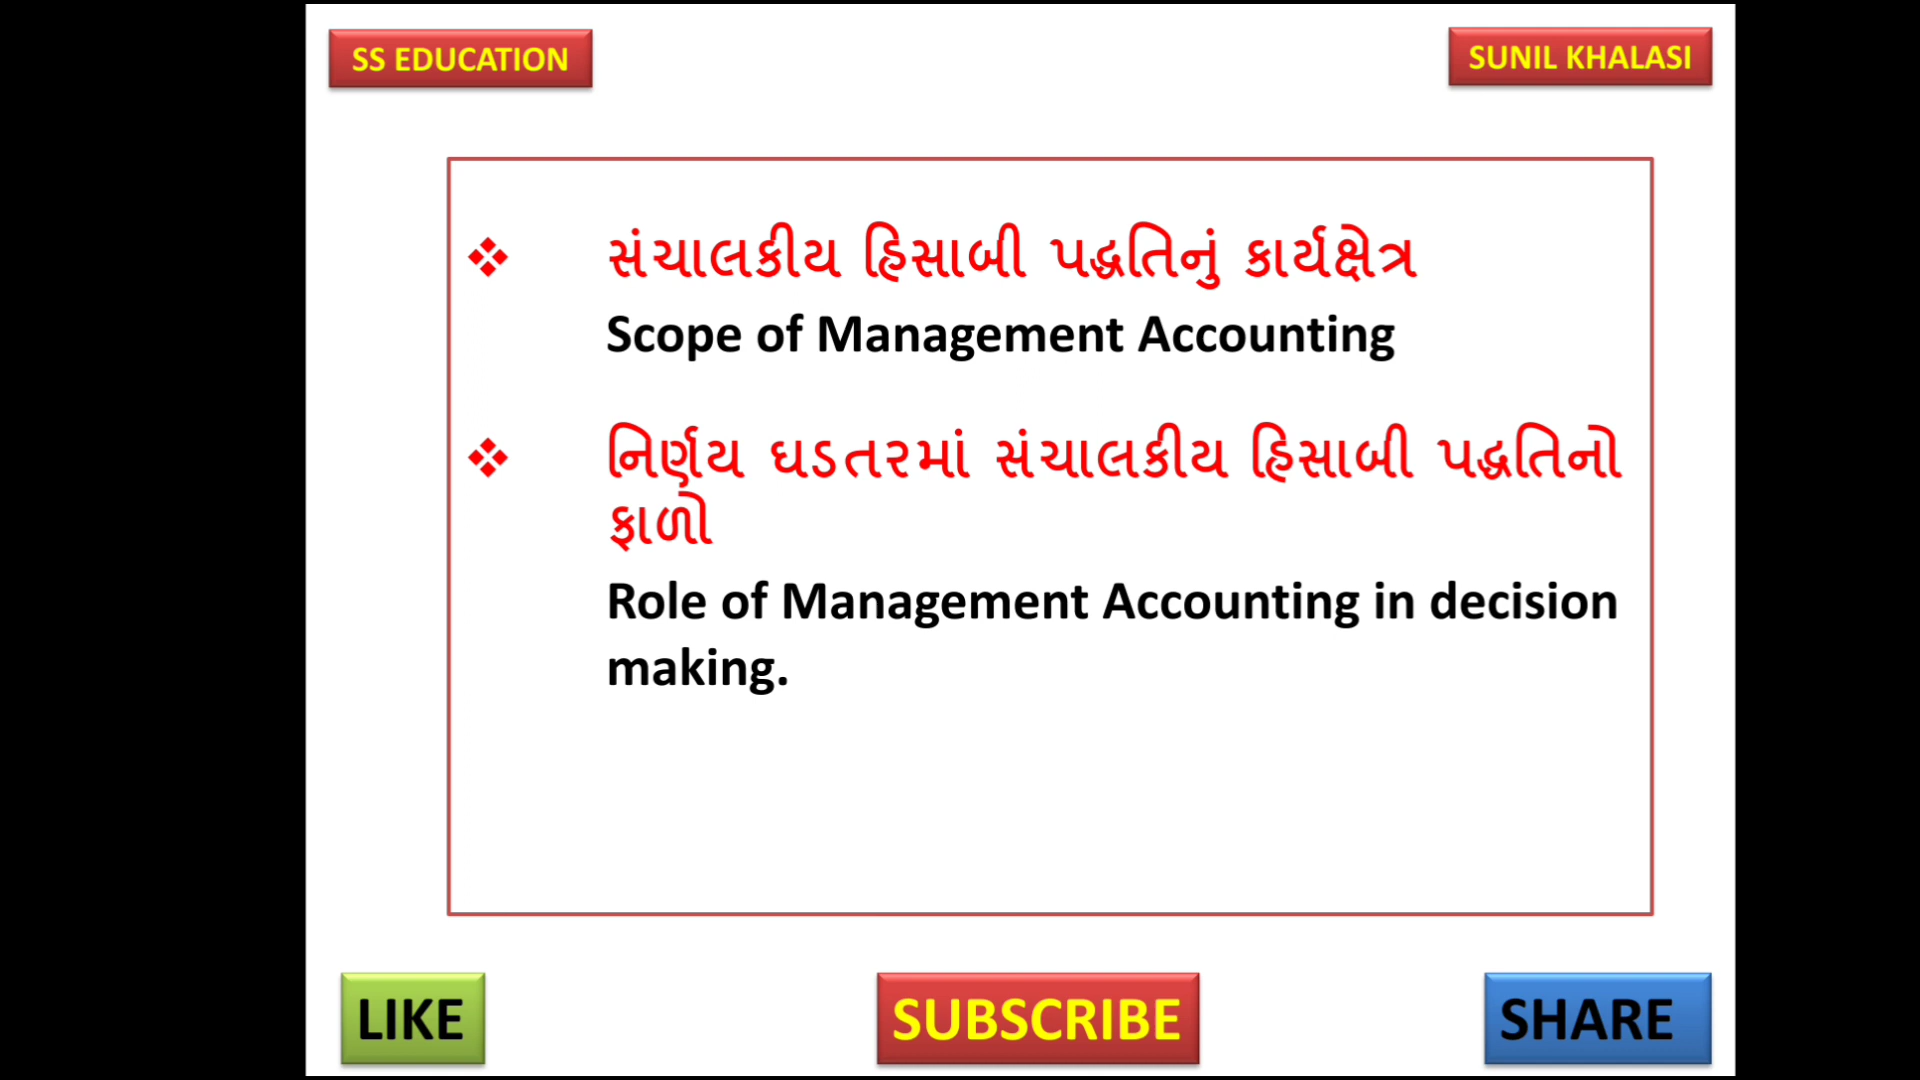 SS EDUCATION
SUNIL KHALASI
❖ સંચાલકીય હિસાબી પદ્ધતિનું કાર્યક્ષેત્ર
Scope of Management Accounting
❖ નિર્ણય ઘડતરમાં સંચાલકીય હિસાબી પદ્ધતિનો
ફાળો
Role of Management Accounting in decision
making.
LIKE
SUBSCRIBE
SHARE